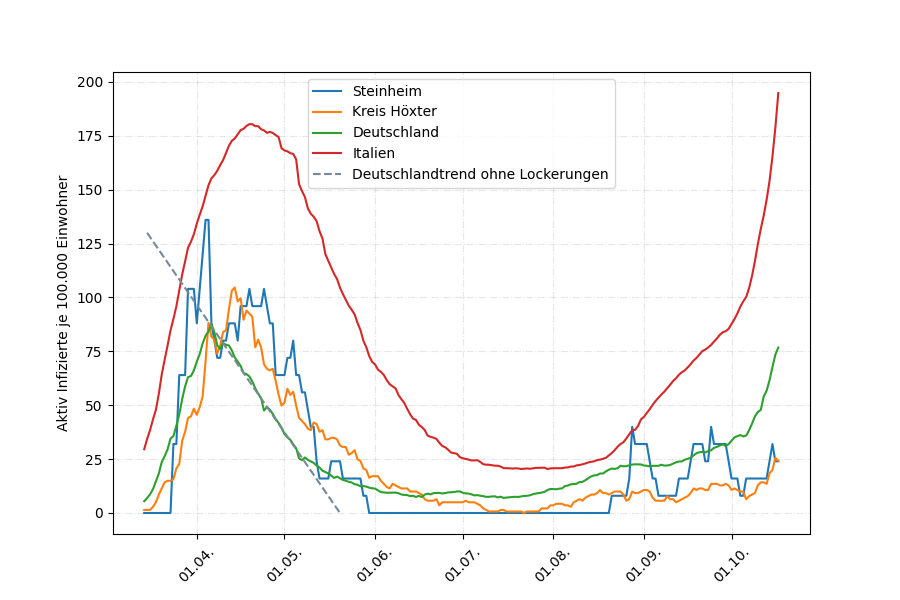 Steinheim
Kreis Höxter
Deutschland
Italien
Deutschlandtrend ohne Lockerungen
Aktiv Infizierte je 100.000 Einwohner
200
175
150
125
100
75
50
25
0
01.04.
01.05.
01.06.
01.07.
01.08.
01.09.
01.10.